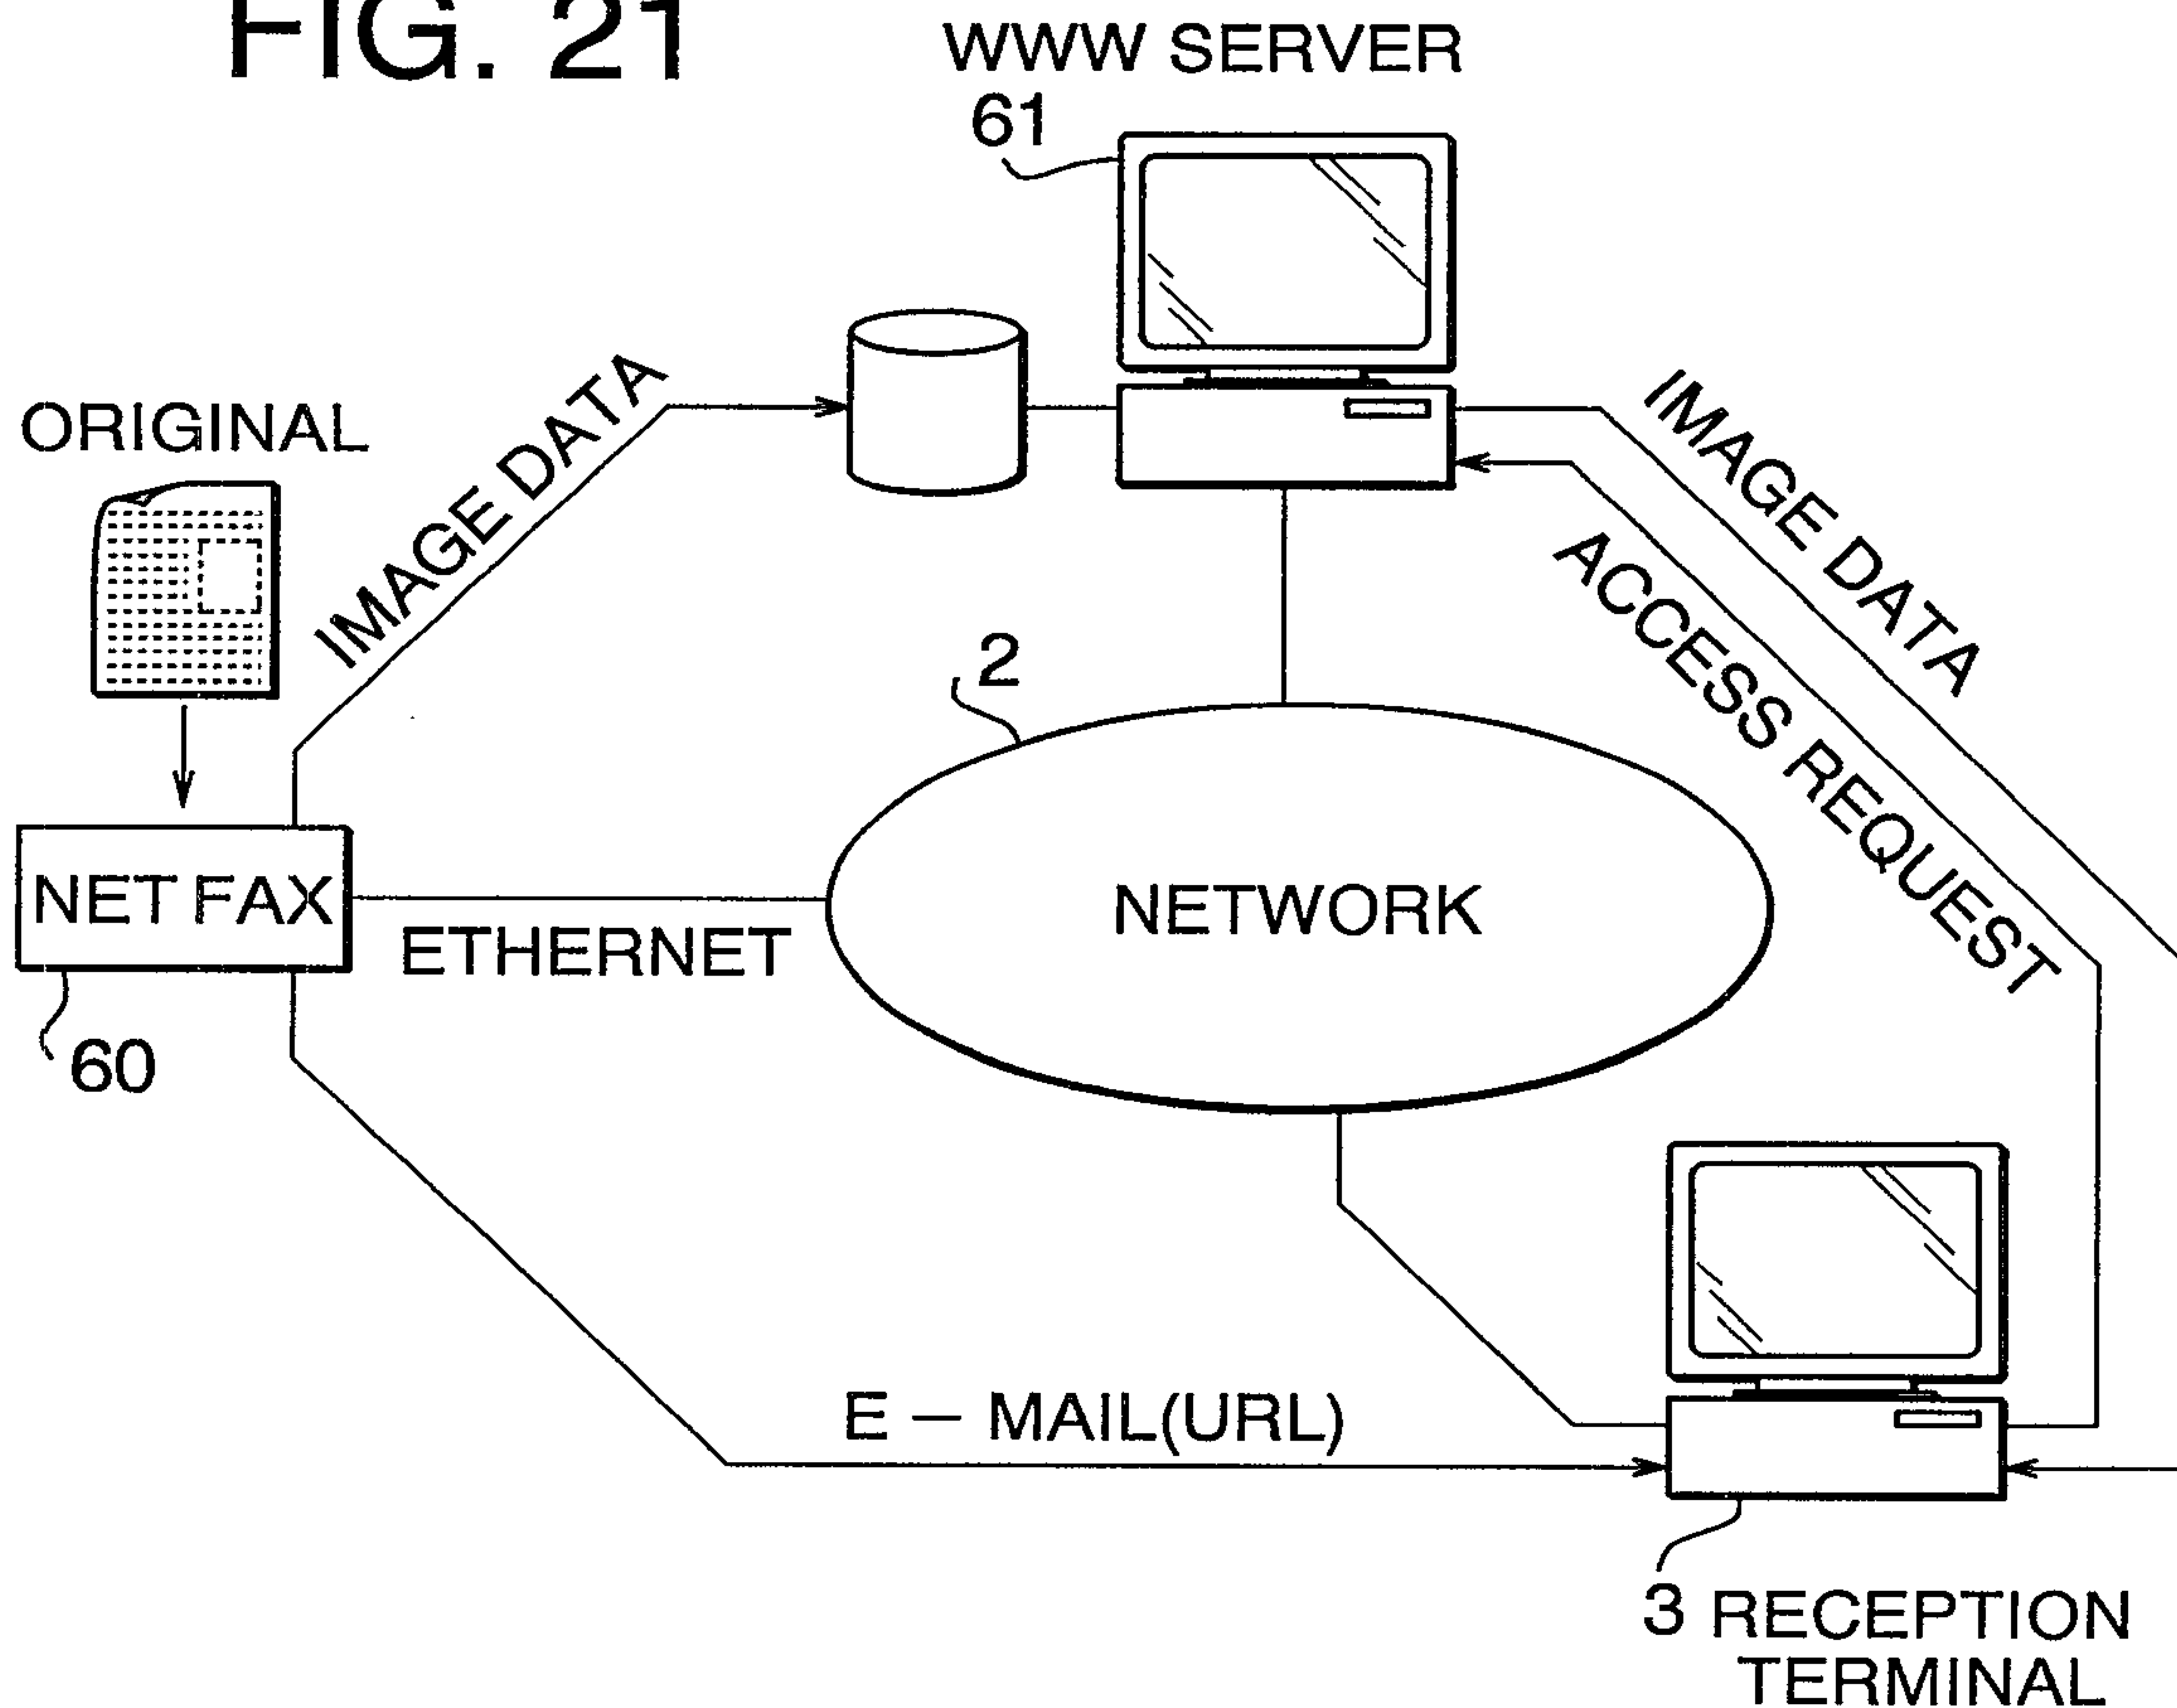 FIG. 21
WWW SERVER
61
ORIGINAL
IMAGE DATA
IMAGE DATA
ACCESS REQUEST
2
NET FAX
ETHERNET
NETWORK
60
E – MAIL(URL)
3 RECEPTION
TERMINAL